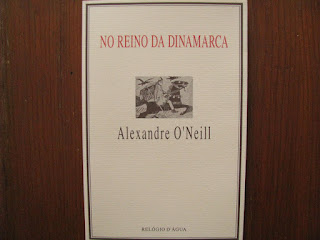 NO REINO DA DINAMARCA
Alexandre O'Neill
RELÓGIO D'ÁGUA